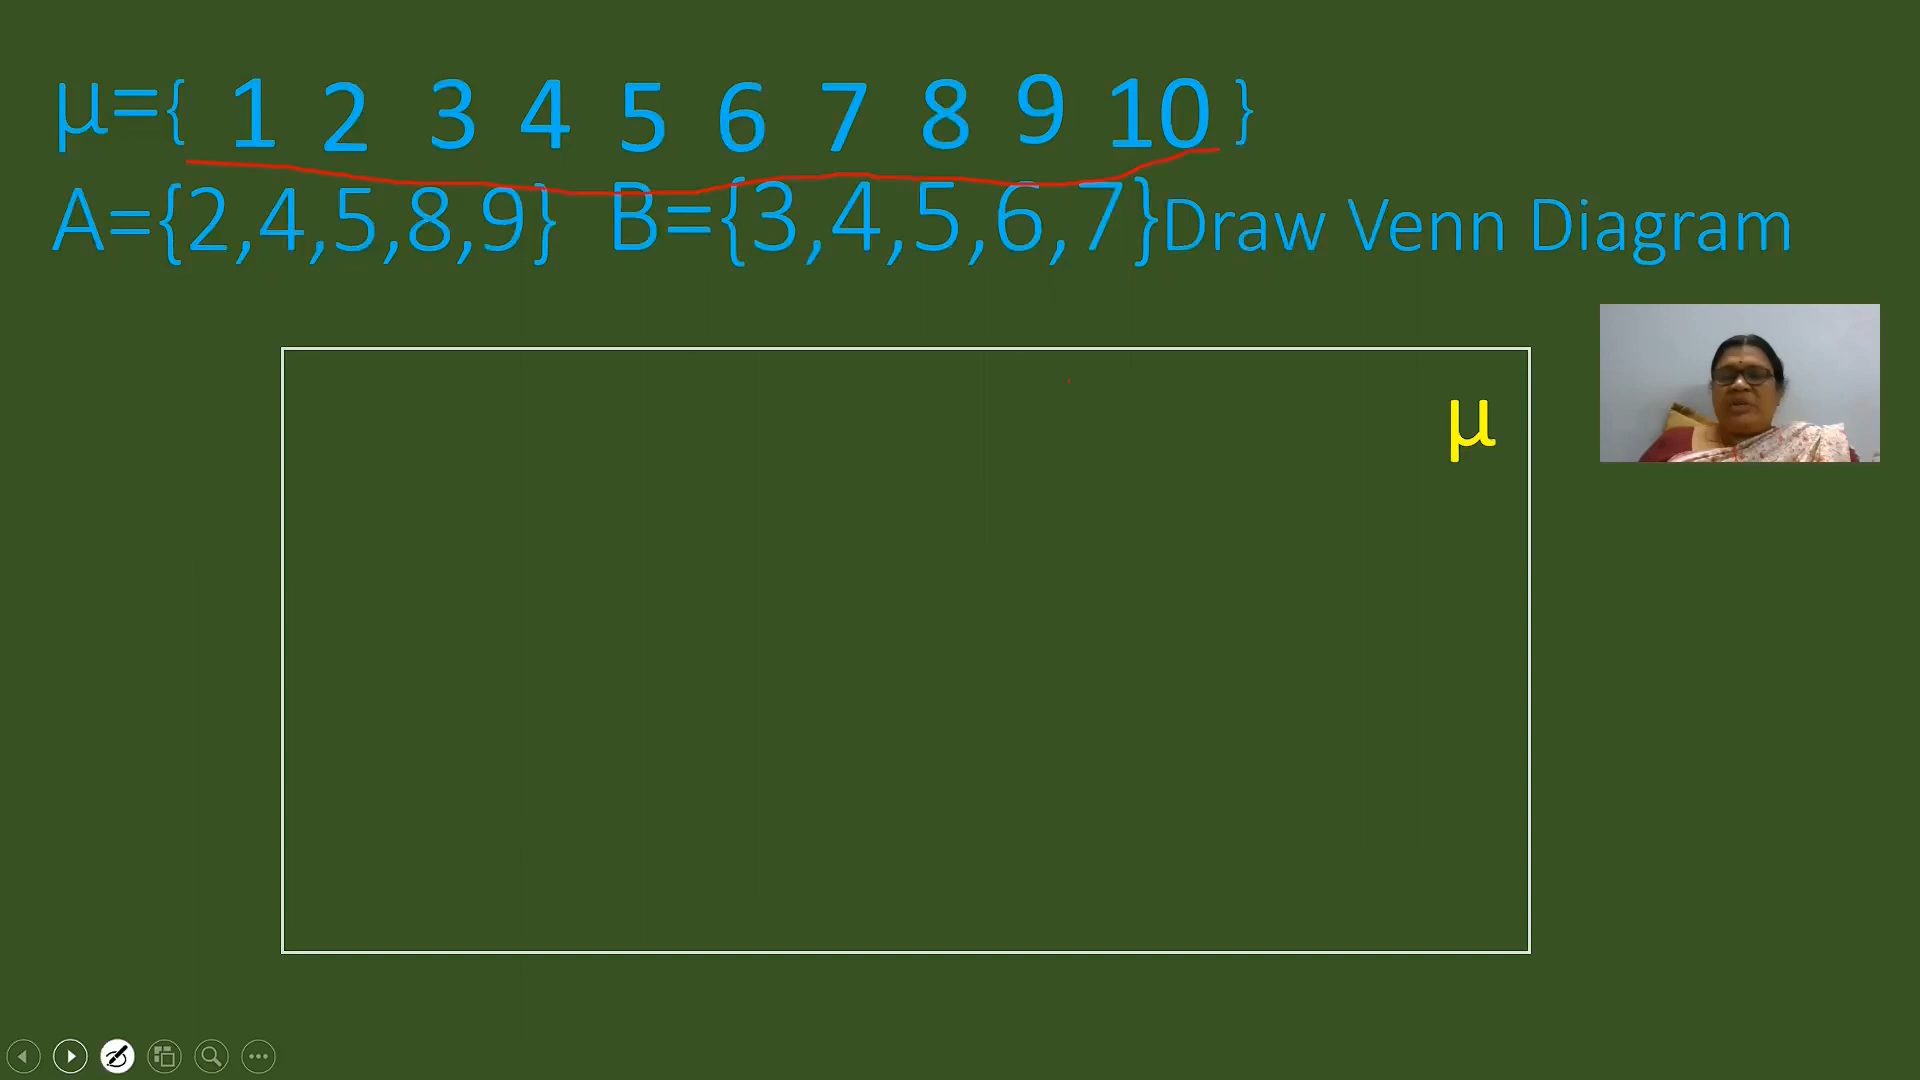 µ={ 1 2 3 4 5 6 7 8 9 10 }
A={2,4,5,8,9} B={3,4,5,6,7}Draw Venn Diagram
µ